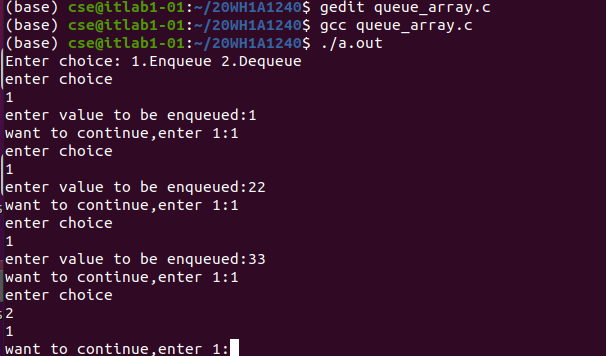 (base) cse@itlab1-01:~/20WH1A1240$ gedit queue_array.c
(base) cse@itlab1-01:~/20WH1A1240$ gcc queue_array.c
(base) cse@itlab1-01:~/20WH1A1240$ ./a.out
Enter choice: 1.Enqueue 2.Dequeue
enter choice
1
enter value to be enqueued:1
want to continue,enter 1:1
enter choice
1
enter value to be enqueued:22
want to continue,enter 1:1
enter choice
1
enter value to be enqueued:33
want to continue,enter 1:1
enter choice
2
1
want to continue,enter 1: